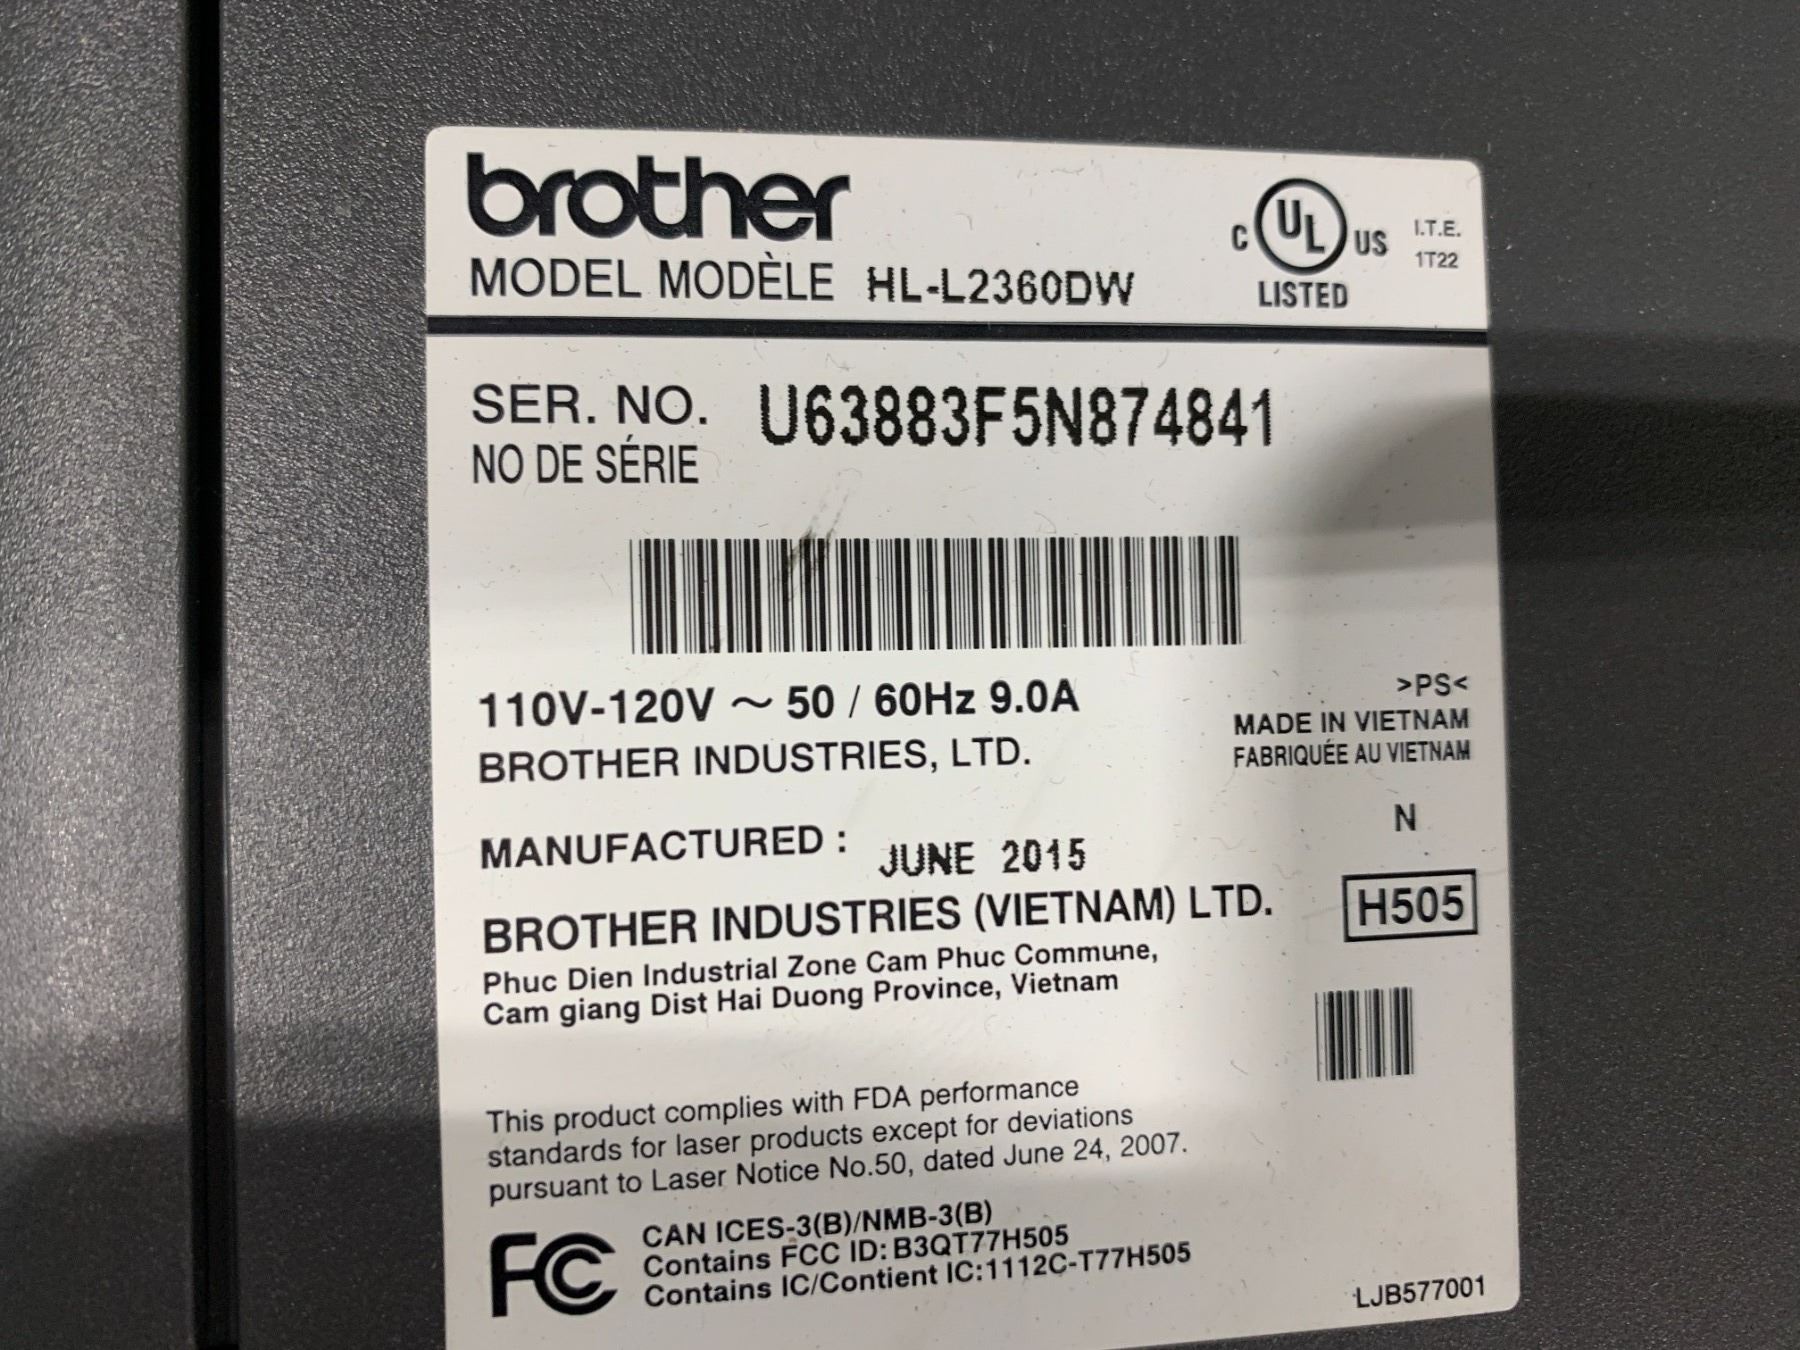 brother
MODEL MODÈLE HL-L2360DW
C UL US LISTED
I.T.E.
1T22
SER. NO. U63883F5N874841
NO DE SÉRIE
110V-120V ~ 50 / 60Hz 9.0A
BROTHER INDUSTRIES, LTD.
>PS<
MADE IN VIETNAM
FABRIQUÉE AU VIETNAM
N
MANUFACTURED : JUNE 2015
BROTHER INDUSTRIES (VIETNAM) LTD.
H505
Phuc Dien Industrial Zone Cam Phuc Commune,
Cam giang Dist Hai Duong Province, Vietnam
This product complies with FDA performance
standards for laser products except for deviations
pursuant to Laser Notice No.50, dated June 24, 2007.
FC
CAN ICES-3(B)/NMB-3(B)
Contains FCC ID: B3QT77H505
Contains IC/Contient IC:1112C-T77H505
LJB577001